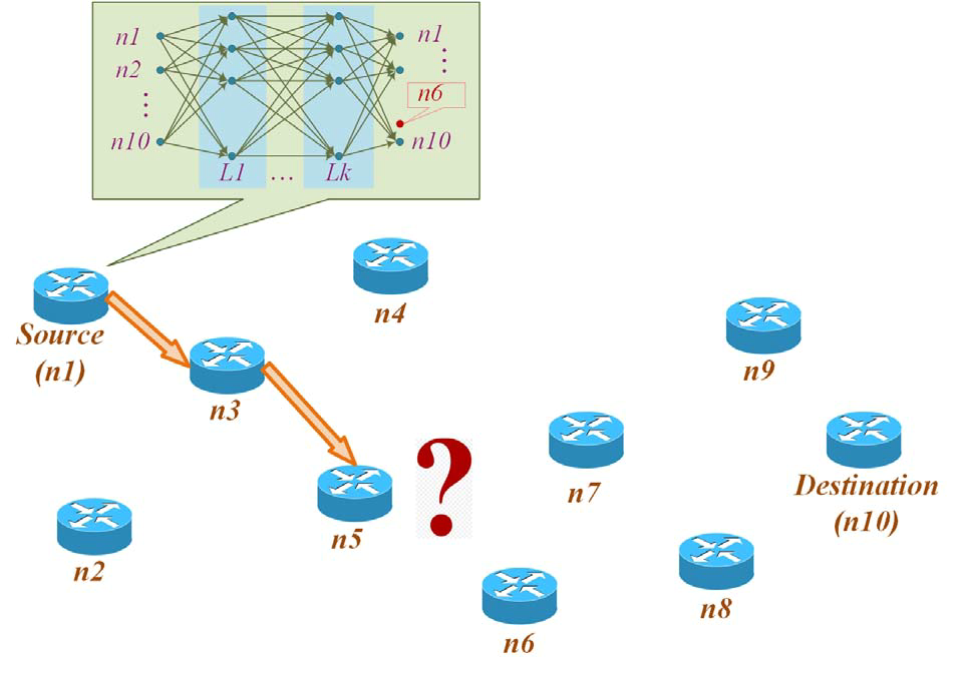 n1
n2
⋮
n10
L1 ... Lk
n1
⋮
n6
n10
Source
(n1)
n3
n4
n5
?
n2
n6
n7
n8
n9
Destination
(n10)